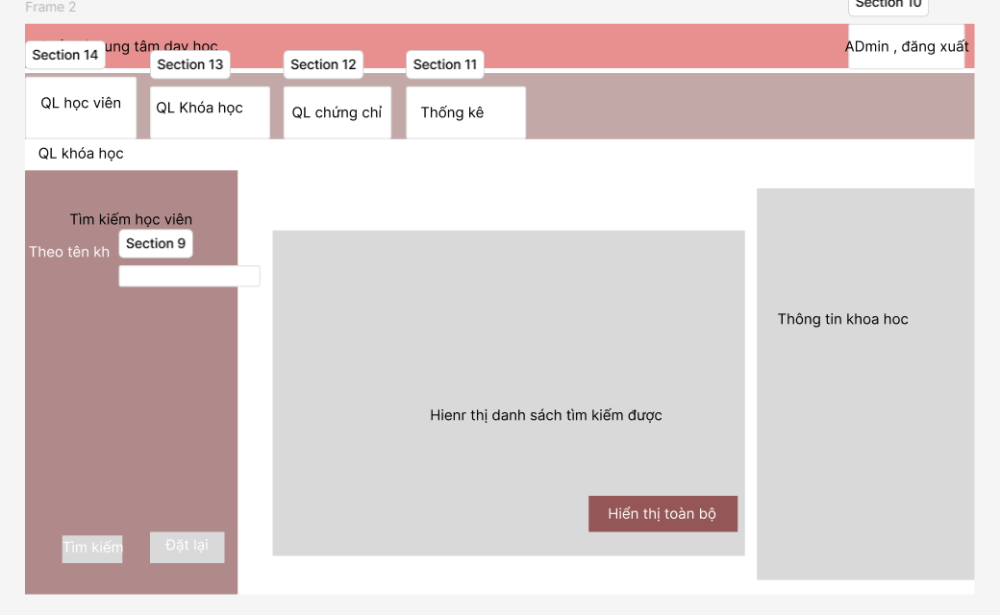 Frame 2
Section 10
tâm dạy học
ADmin , đăng xuất
Section 14
Section 13
Section 12
Section 11
QL học viên
QL Khóa học
QL chứng chỉ
Thống kê
QL khóa học
Tìm kiếm học viên
Theo tên kh
Section 9
Thông tin khoa hoc
Hienr thị danh sách tìm kiếm được
Hiển thị toàn bộ
Tìm kiếm
Đặt lại